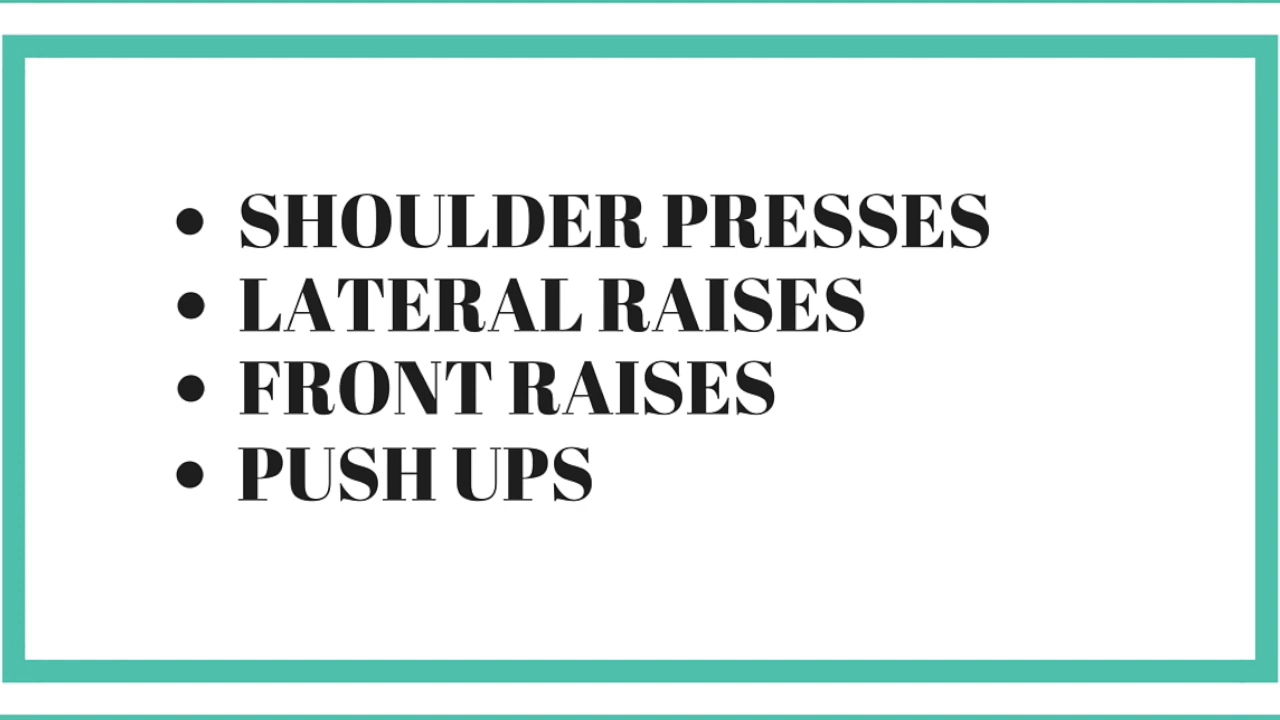 • SHOULDER PRESSES
• LATERAL RAISES
• FRONT RAISES
• PUSH UPS